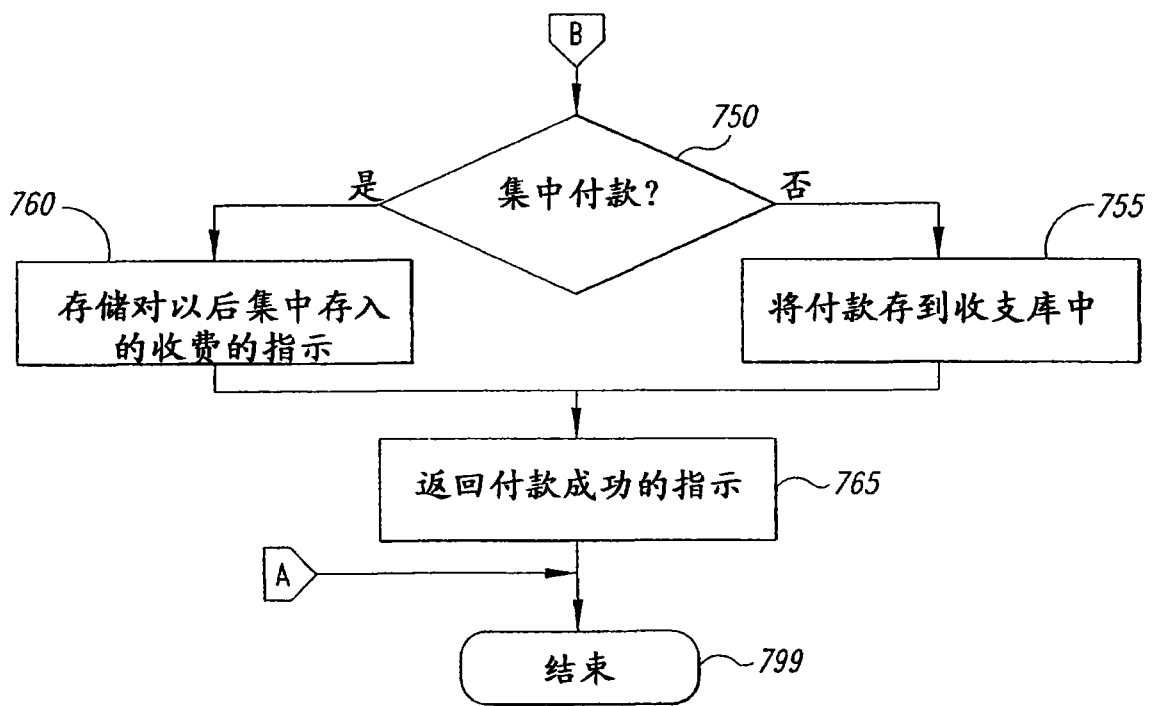 B
750
集中付款?
是
否
760
755
存储对以后集中存入
的收费的指示
将付款存到收支库中
返回付款成功的指示
765
A
结束
799